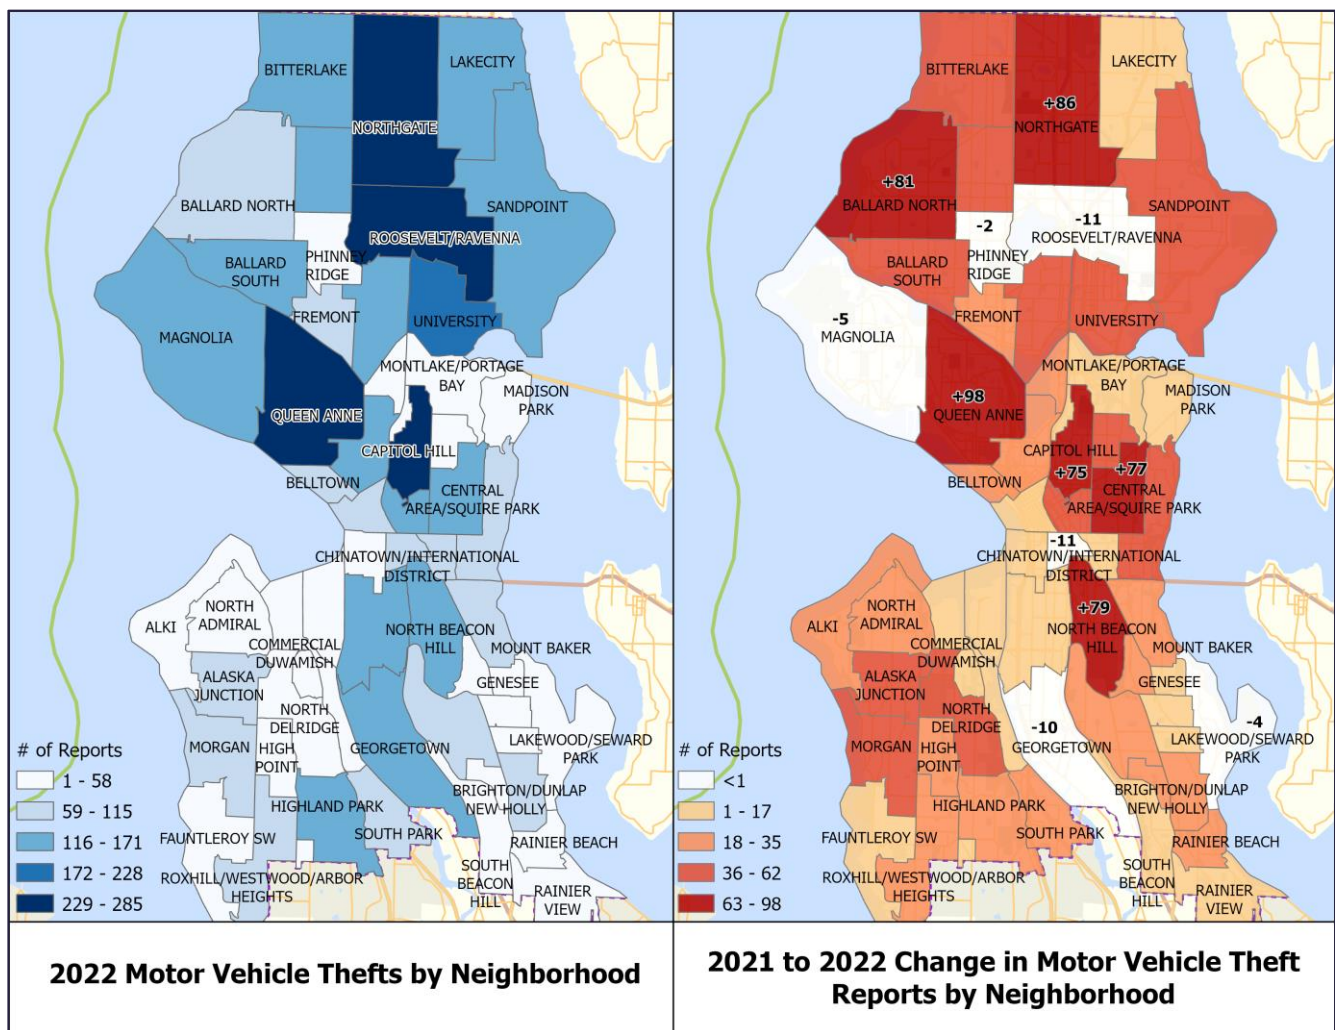 BITTERLAKE
LAKECITY
NORTHGATE
BALLARD NORTH
SANDPOINT
ROOSEVELT/RAVENNA
PHINNEY
RIDGE
BALLARD
SOUTH
FREMONT
UNIVERSITY
MAGNOLIA
MONTLAKE/PORTAGE
BAY
MADISON
PARK
QUEEN ANNE
CAPITOL HILL
BELLTOWN
CENTRAL
AREA/SQUIRE PARK
CHINATOWN/INTERNATIONAL
DISTRICT
NORTH
ADMIRAL
ALKI
COMMERCIAL
DUWAMISH
NORTH BEACON
HILL
MOUNT BAKER
ALASKA
JUNCTION
GENESEE
NORTH
DELRIDGE
MORGAN
HIGH
POINT
GEORGETOWN
LAKEWOOD/SEWARD
PARK
BRIGHTON/DUNLAP
NEW HOLLY
HIGHLAND PARK
FAUNTLEROY SW
SOUTH PARK
RAINIER BEACH
ROXHILL/WESTWOOD/ARBOR
HEIGHTS
SOUTH
BEACON
HILL
RAINIER
VIEW
# of Reports
1 - 58
59 - 115
116 - 171
172 - 228
229 - 285
2022 Motor Vehicle Thefts by Neighborhood
BITTERLAKE
LAKECITY
+86
NORTHGATE
+81
BALLARD NORTH
SANDPOINT
-2
-11
ROOSEVELT/RAVENNA
PHINNEY
RIDGE
BALLARD
SOUTH
FREMONT
UNIVERSITY
-5
MAGNOLIA
MONTLAKE/PORTAGE
BAY
MADISON
PARK
+98
QUEEN ANNE
CAPITOL HILL
+75
+77
BELLTOWN
CENTRAL
AREA/SQUIRE PARK
-11
CHINATOWN/INTERNATIONAL
DISTRICT
NORTH
ADMIRAL
ALKI
+79
NORTH BEACON
HILL
COMMERCIAL
DUWAMISH
MOUNT BAKER
ALASKA
JUNCTION
GENESEE
NORTH
DELRIDGE
-10
-4
MORGAN
HIGH
POINT
GEORGETOWN
LAKEWOOD/SEWARD
PARK
BRIGHTON/DUNLAP
NEW HOLLY
HIGHLAND PARK
FAUNTLEROY SW
SOUTH PARK
RAINIER BEACH
ROXHILL/WESTWOOD/ARBOR
HEIGHTS
SOUTH
BEACON
HILL
RAINIER
VIEW
# of Reports
<1
1 - 17
18 - 35
36 - 62
63 - 98
2021 to 2022 Change in Motor Vehicle Theft
Reports by Neighborhood